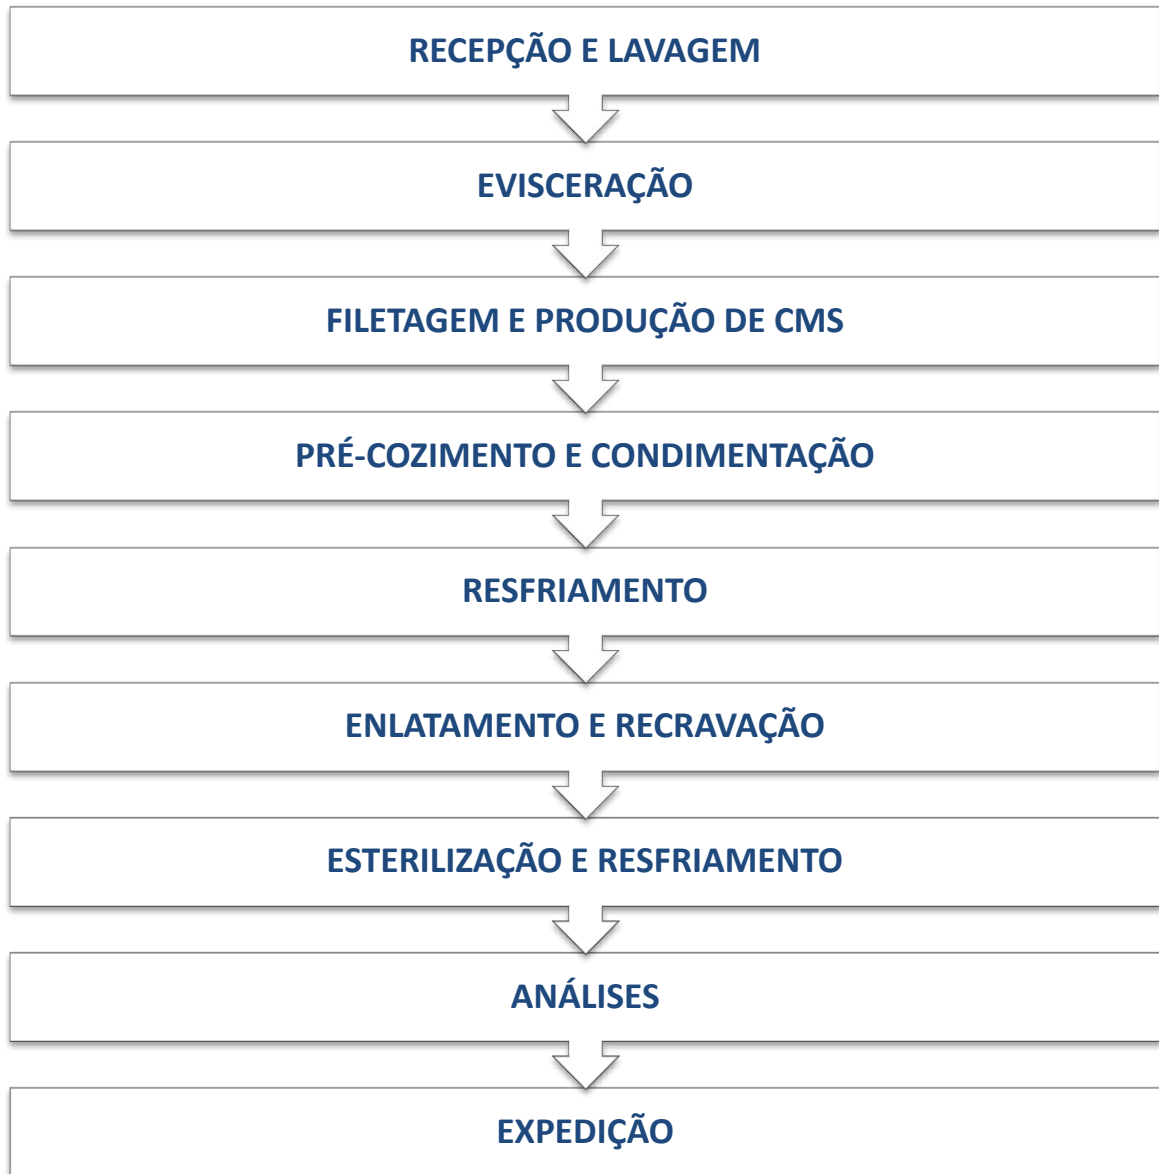 RECEPÇÃO E LAVAGEM
EVISCERAÇÃO
FILETAGEM E PRODUÇÃO DE CMS
PRÉ-COZIMENTO E CONDIMENTAÇÃO
RESFRIAMENTO
ENLATAMENTO E RECRAVAÇÃO
ESTERILIZAÇÃO E RESFRIAMENTO
ANÁLISES
EXPEDIÇÃO